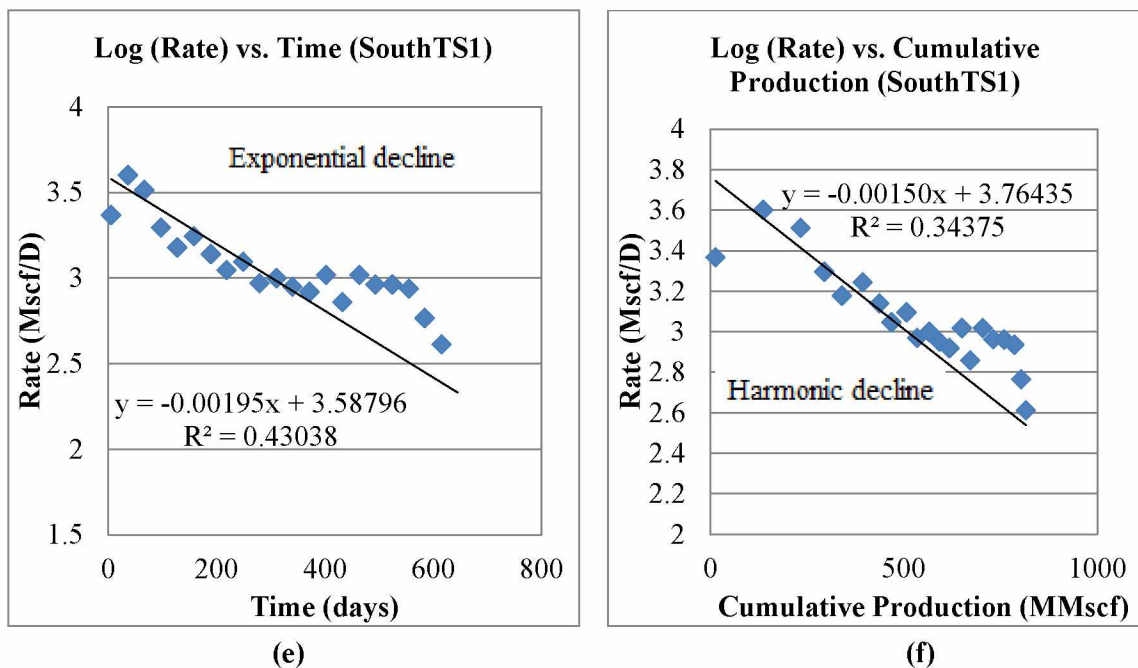 Log (Rate) vs. Time (SouthTS1)
Rate (Mscf/D)
4
3.5
3
2.5
2
1.5
Exponential decline
y = -0.00195x + 3.58796
R² = 0.43038
0
200
400
600
800
Time (days)
(e)
Log (Rate) vs. Cumulative
Production (SouthTS1)
Rate (Mscf/D)
4
3.8
3.6
3.4
3.2
3
2.8
2.6
2.4
2.2
2
y = -0.00150x + 3.76435
R² = 0.34375
Harmonic decline
0
500
1000
Cumulative Production (MMscf)
(f)